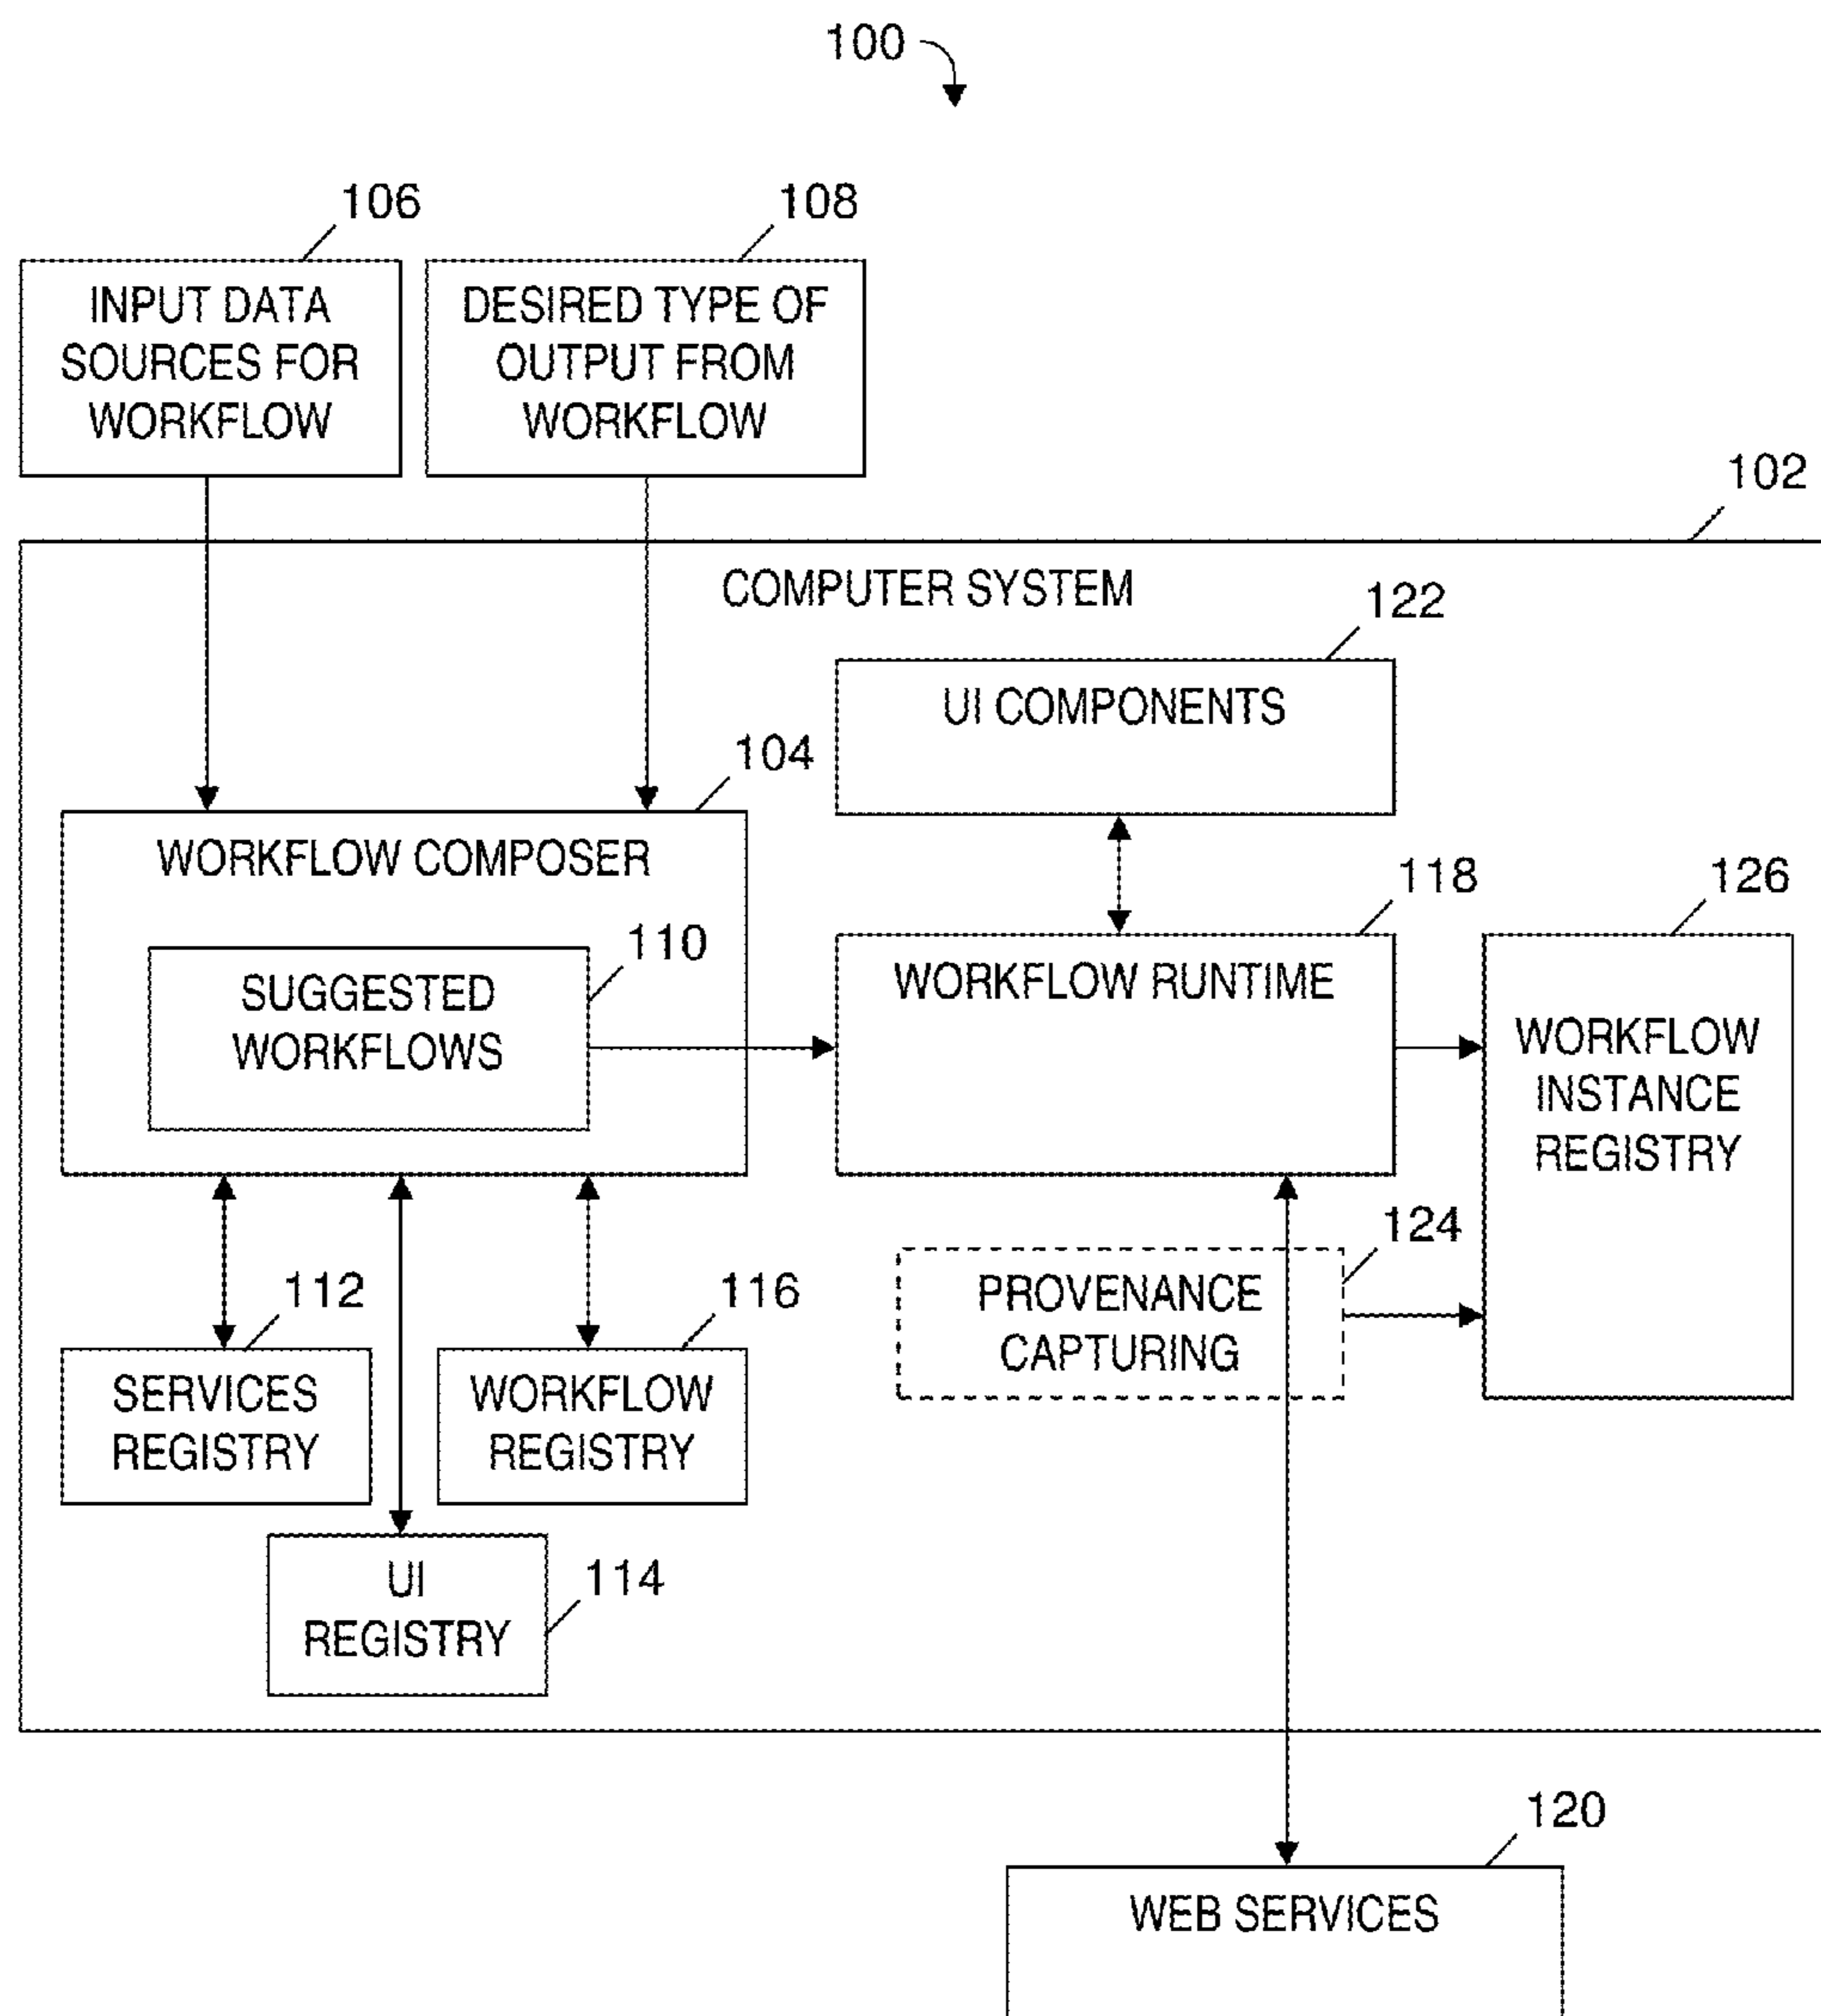 100
106
108
INPUT DATA
SOURCES FOR
WORKFLOW
DESIRED TYPE OF
OUTPUT FROM
WORKFLOW
102
COMPUTER SYSTEM
122
UI COMPONENTS
104
WORKFLOW COMPOSER
118
126
110
SUGGESTED
WORKFLOWS
WORKFLOW RUNTIME
WORKFLOW
INSTANCE
REGISTRY
124
PROVENANCE
CAPTURING
112
116
SERVICES
REGISTRY
WORKFLOW
REGISTRY
UI
REGISTRY
114
120
WEB SERVICES